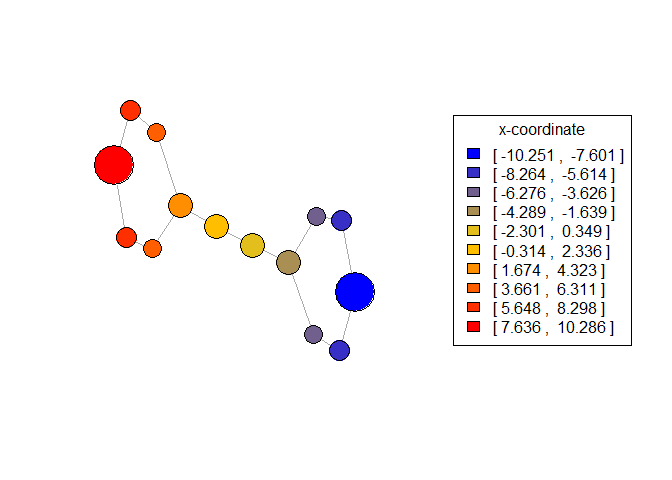 x-coordinate
[ -10.251 , -7.601 ]
[ -8.264 , -5.614 ]
[ -6.276 , -3.626 ]
[ -4.289 , -1.639 ]
[ -2.301 , 0.349 ]
[ -0.314 , 2.336 ]
[ 1.674 , 4.323 ]
[ 3.661 , 6.311 ]
[ 5.648 , 8.298 ]
[ 7.636 , 10.286 ]